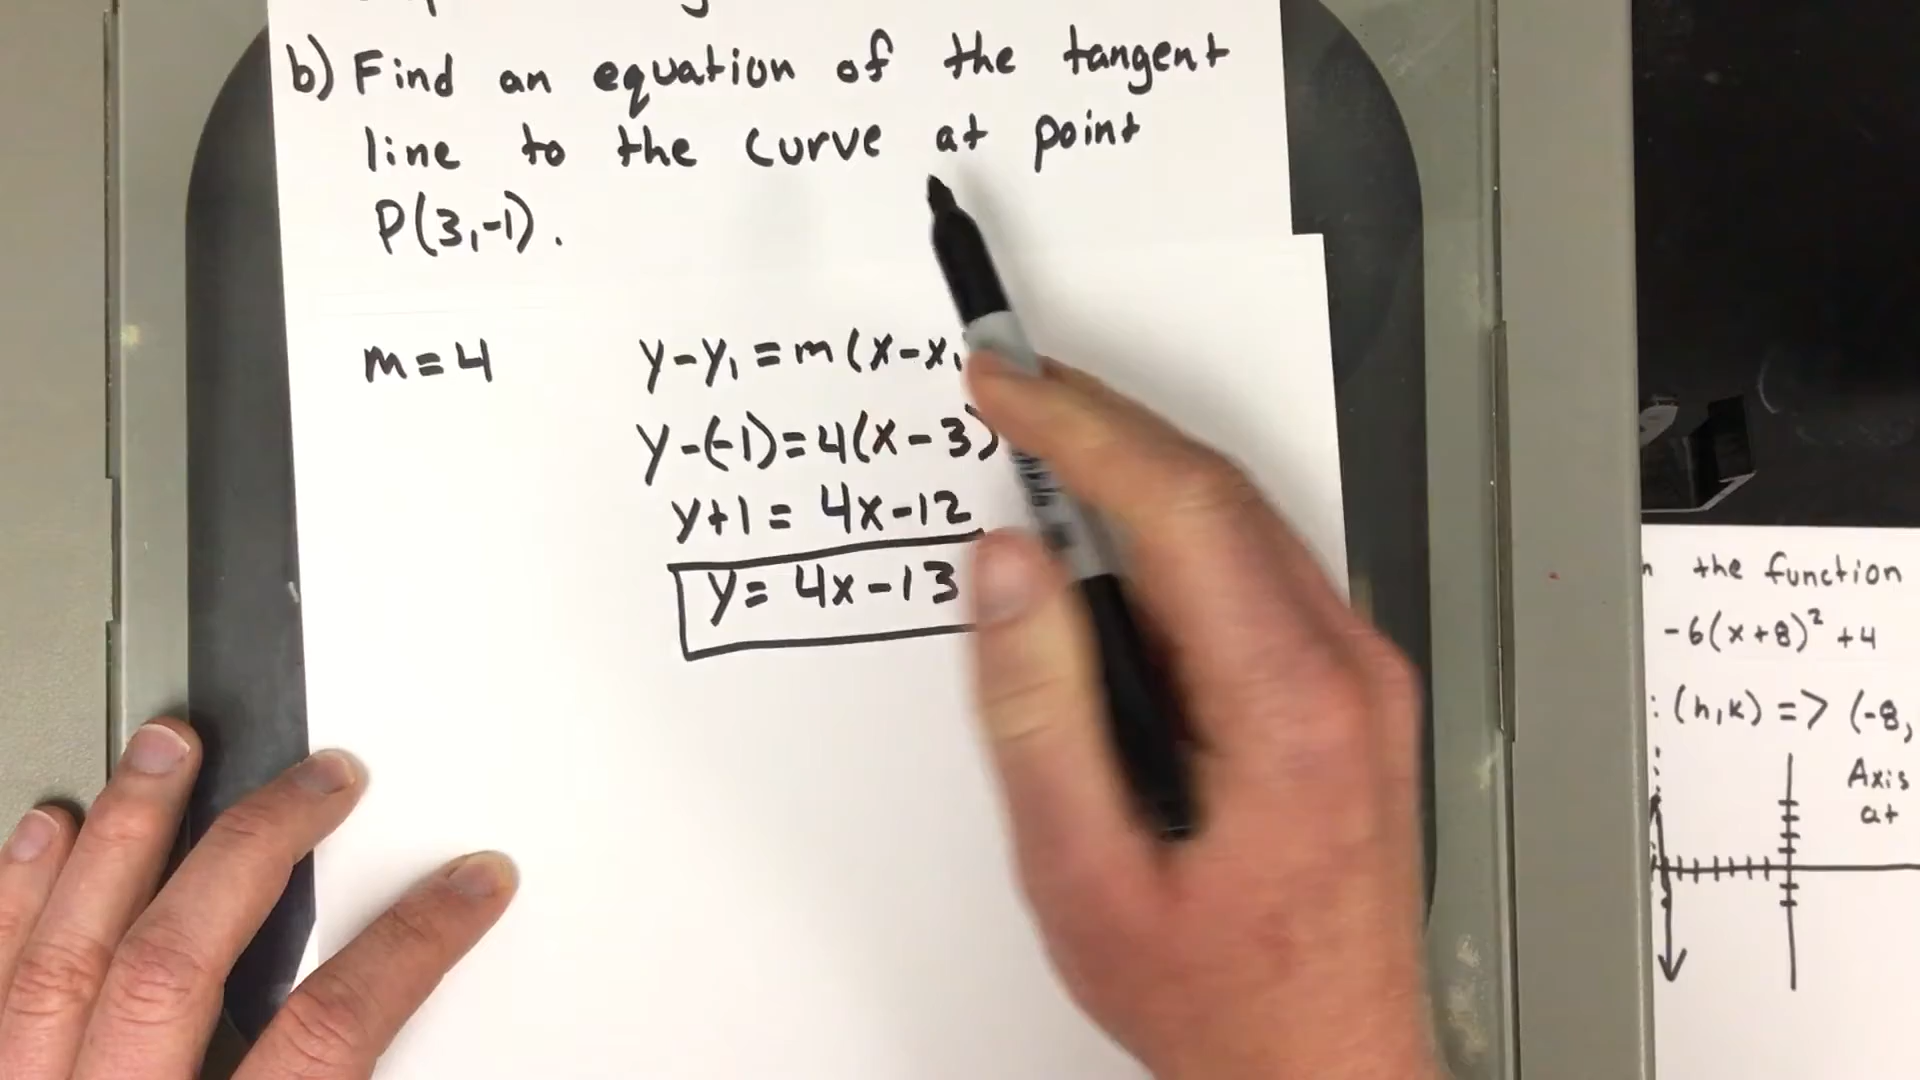 b) Find an equation of the tangent
line to the curve at point
P(3,-1).
m=4
y-y₁=m(x-x₁
y-(-1)=4(x-3)
y+1=4x-12
y=4x-13
the function
-6(x+8)²+4
:(h,k)=>(-8,
Axis
at